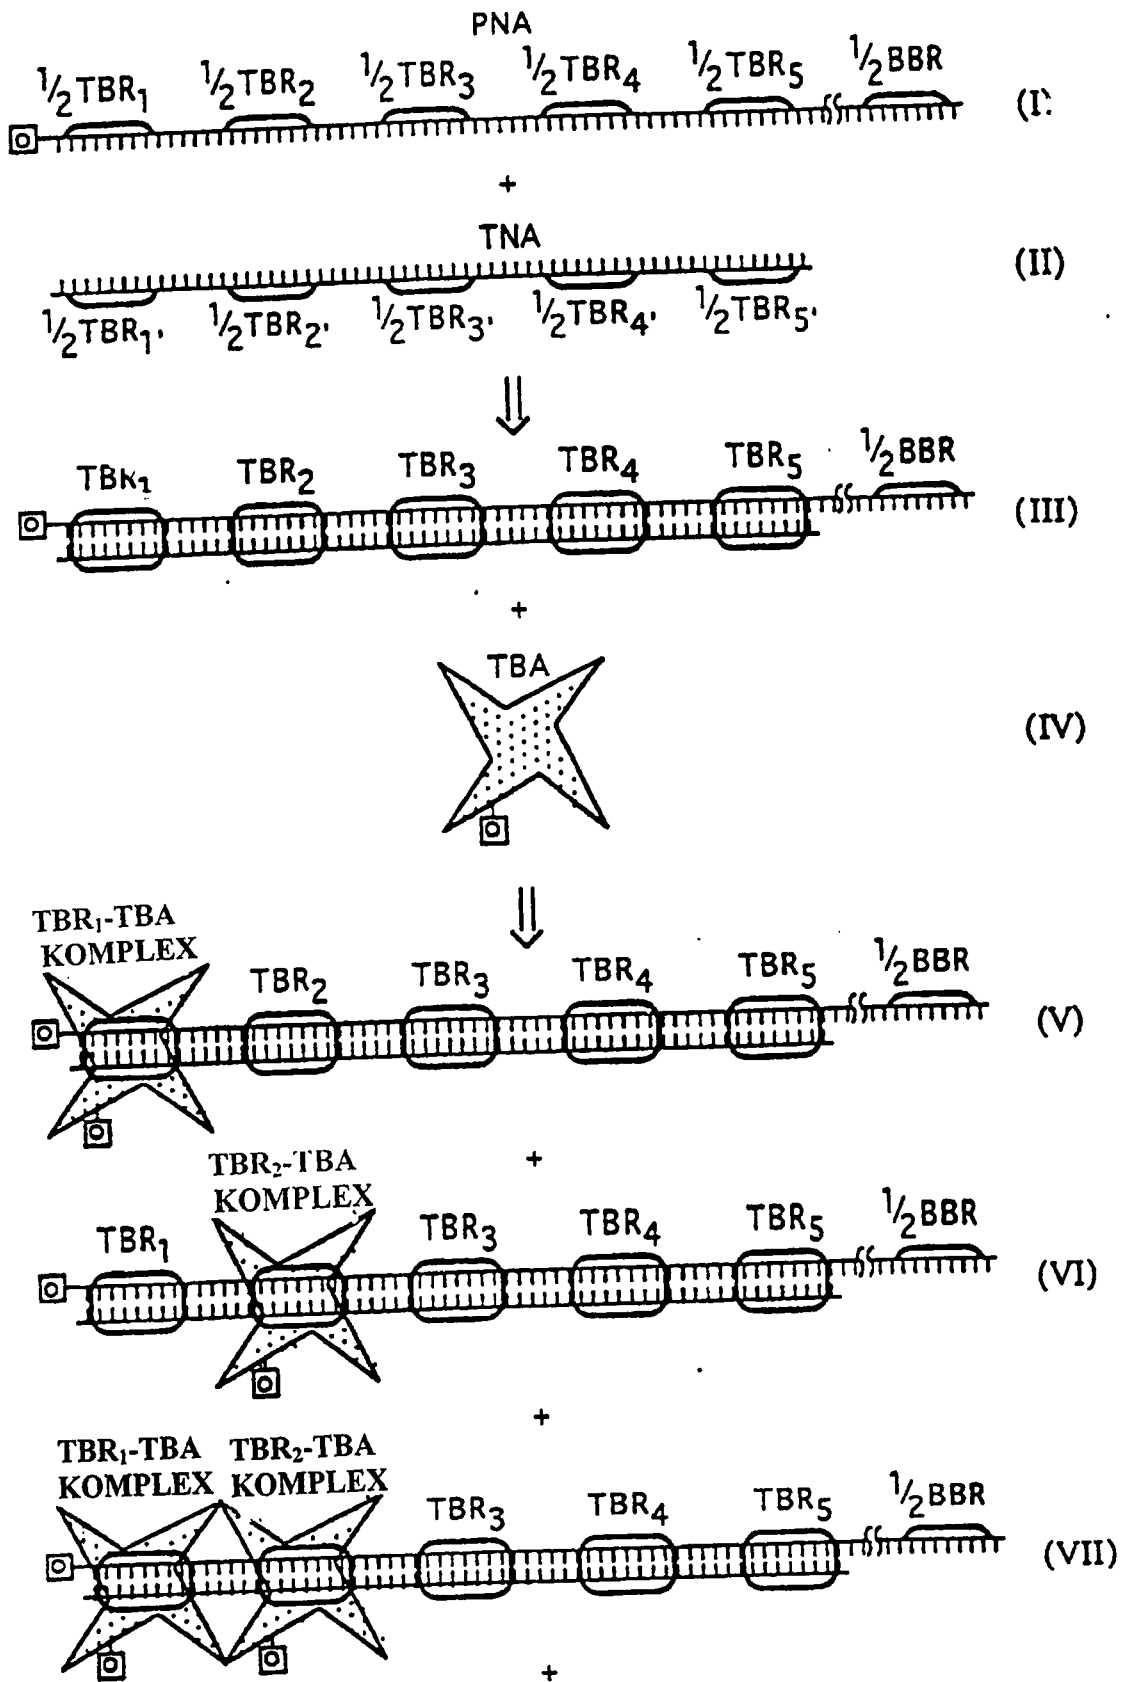 PNA
½TBR₁ ½TBR₂ ½TBR₃ ½TBR₄ ½TBR₅ ½BBR (I)
+
TNA
(II)
½TBR₁' ½TBR₂' ½TBR₃' ½TBR₄' ½TBR₅'
TBR₁ TBR₂ TBR₃ TBR₄ TBR₅ ½BBR
(III)
+
TBA
(IV)
TBR₁-TBA
KOMPLEX
TBR₂ TBR₃ TBR₄ TBR₅ ½BBR
(V)
+
TBR₂-TBA
KOMPLEX
TBR₁ TBR₃ TBR₄ TBR₅ ½BBR
(VI)
+
TBR₁-TBA TBR₂-TBA
KOMPLEX KOMPLEX
TBR₃ TBR₄ TBR₅ ½BBR
(VII)
+